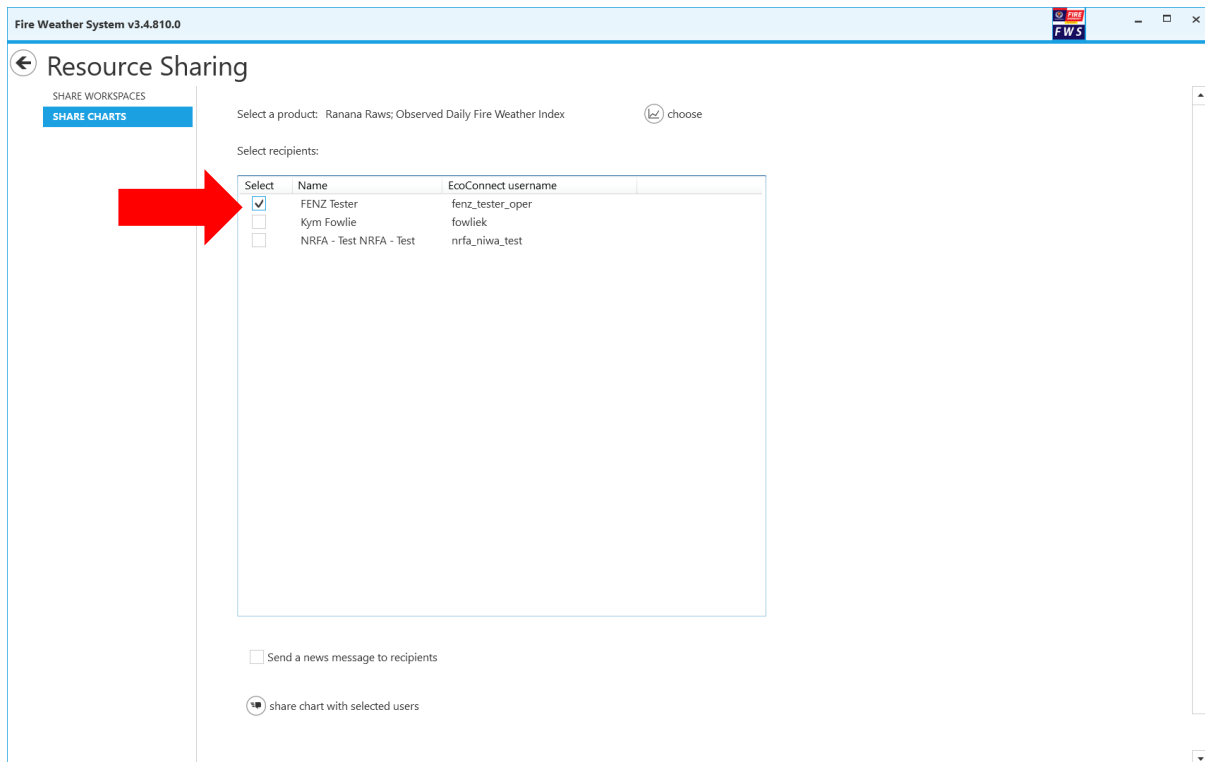 Fire Weather System v3.4.810.0
FIRE
FWS
Resource Sharing
SHARE WORKSPACES
SHARE CHARTS
Select a product: Ranana Raws; Observed Daily Fire Weather Index choose
Select recipients:
Select Name EcoConnect username
FENZ Tester fenz_tester_oper
Kym Fowlie fowliek
NRFA - Test NRFA - Test nrfa_niwa_test
Send a news message to recipients
share chart with selected users